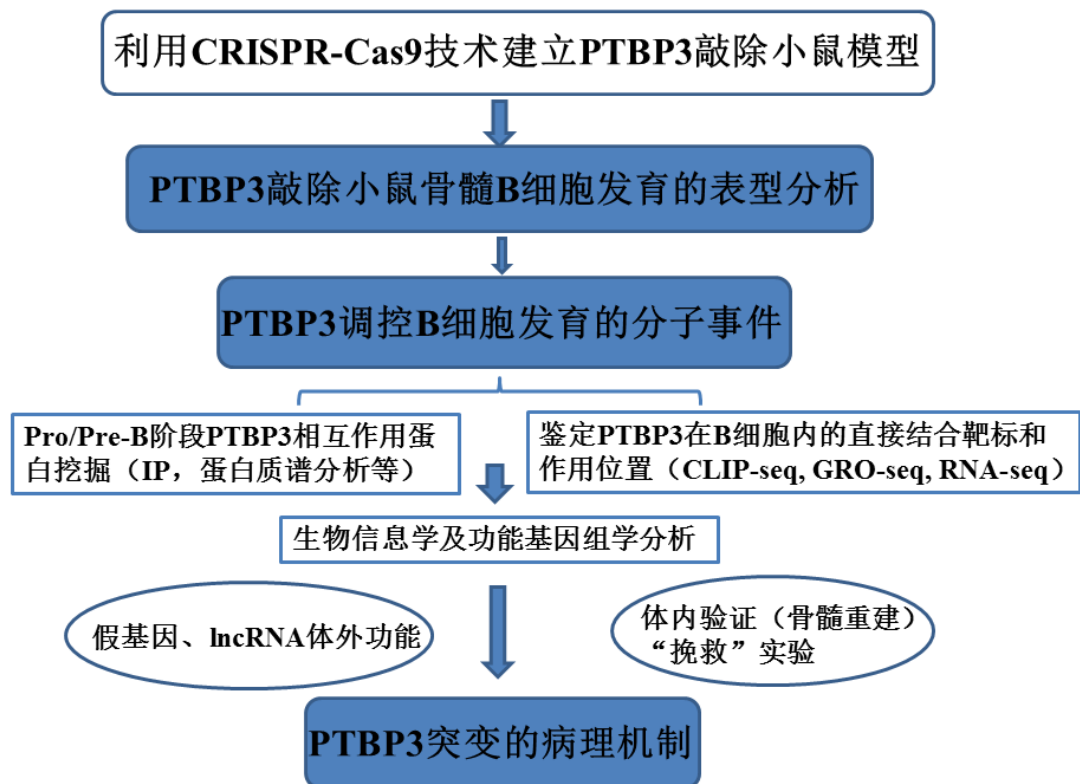 利用CRISPR-Cas9技术建立PTBP3敲除小鼠模型
PTBP3敲除小鼠骨髓B细胞发育的表型分析
PTBP3调控B细胞发育的分子事件
Pro/Pre-B阶段PTBP3相互作用蛋
白挖掘（IP，蛋白质谱分析等）
鉴定PTBP3在B细胞内的直接结合靶标和
作用位置（CLIP-seq, GRO-seq, RNA-seq）
生物信息学及功能基因组学分析
假基因、lncRNA体外功能
体内验证（骨髓重建）
“挽救”实验
PTBP3突变的病理机制